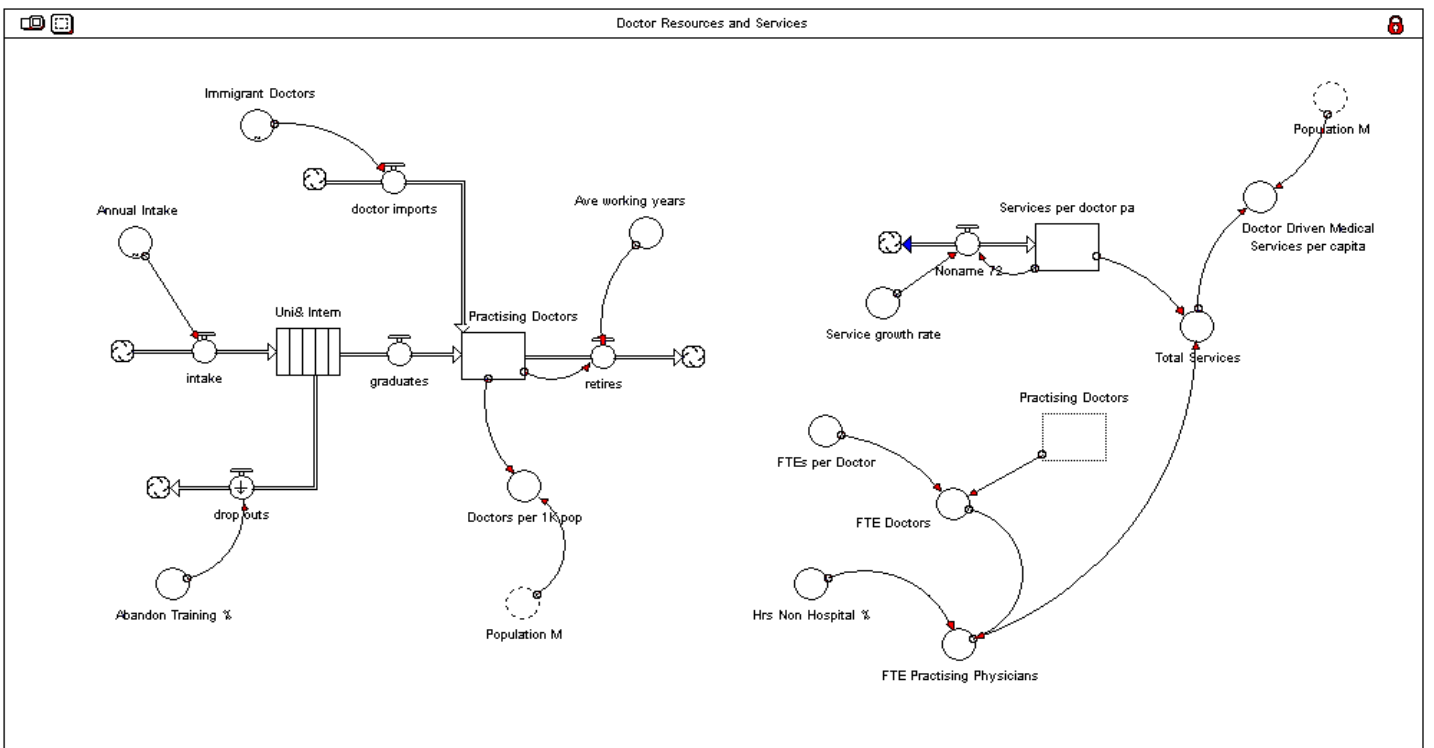 Doctor Resources and Services
Immigrant Doctors
doctor imports
Annual Intake
Ave working years
Uni& Intern
Practising Doctors
intake
graduates
retires
drop outs
Doctors per 1K pop
Abandon Training %
Population M
Population M
Services per doctor pa
Doctor Driven Medical
Services per capita
Noname 72
Service growth rate
Total Services
Practising Doctors
FTEs per Doctor
FTE Doctors
Hrs Non Hospital %
FTE Practising Physicians